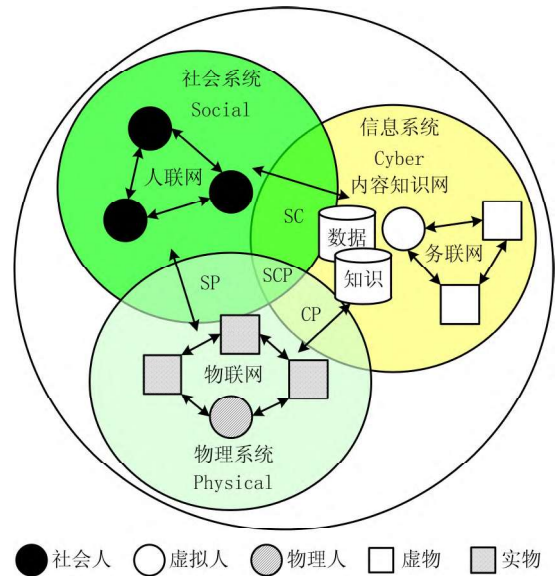 社会系统
Social
人联网
信息系统
Cyber
内容知识网
SC
数据
务联网
知识
SP
SCP
CP
物联网
物理系统
Physical
社会人
虚拟人
物理人
虚物
实物